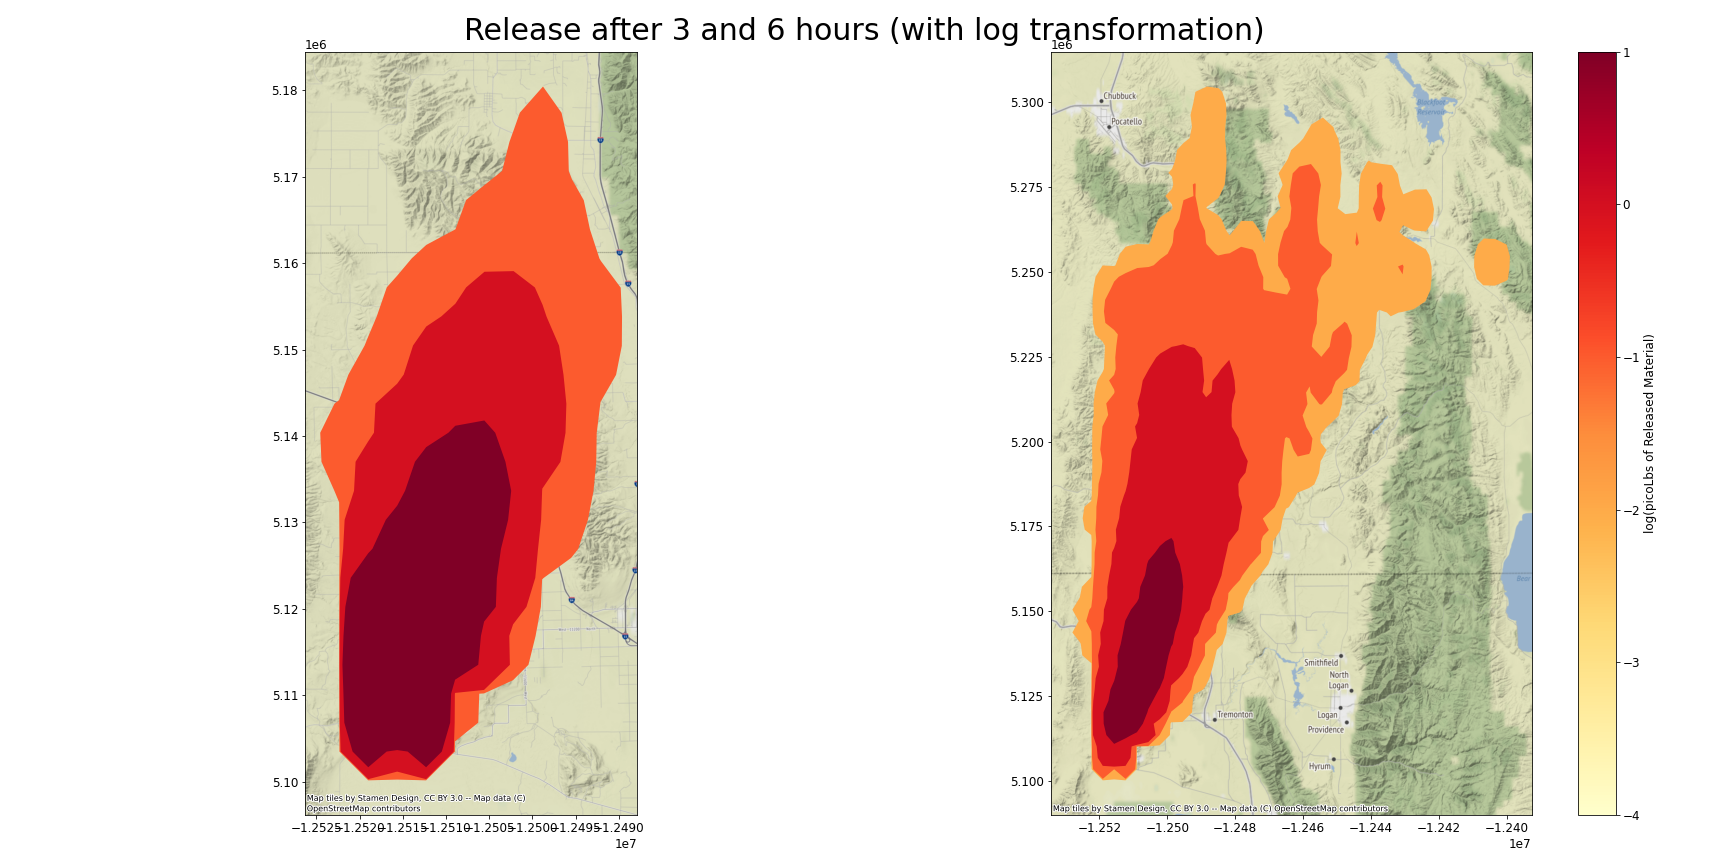 Release after 3 and 6 hours (with log transformation)
1e6
5.18
5.17
5.16
5.15
5.14
5.13
5.12
5.11
5.10
Map tiles by Stamen Design, CC BY 3.0 -- Map data (C)
OpenStreetMap contributors
−1.2525 −1.2520 −1.2515 −1.2510 −1.2505 −1.2500 −1.2495 −1.2490
1e7
1e6
5.300
5.275
5.250
5.225
5.200
5.175
5.150
5.125
5.100
Chubbuck
Pocatello
Blackfoot
Reservoir
Bear
Smithfield
North
Logan
Logan
Providence
Tremonton
Hyrum
Map tiles by Stamen Design, CC BY 3.0 -- Map data (C) OpenStreetMap contributors
−1.252 −1.250 −1.248 −1.246 −1.244 −1.242 −1.240
1e7
1
0
−1
−2
−3
−4
log(picoLbs of Released Material)